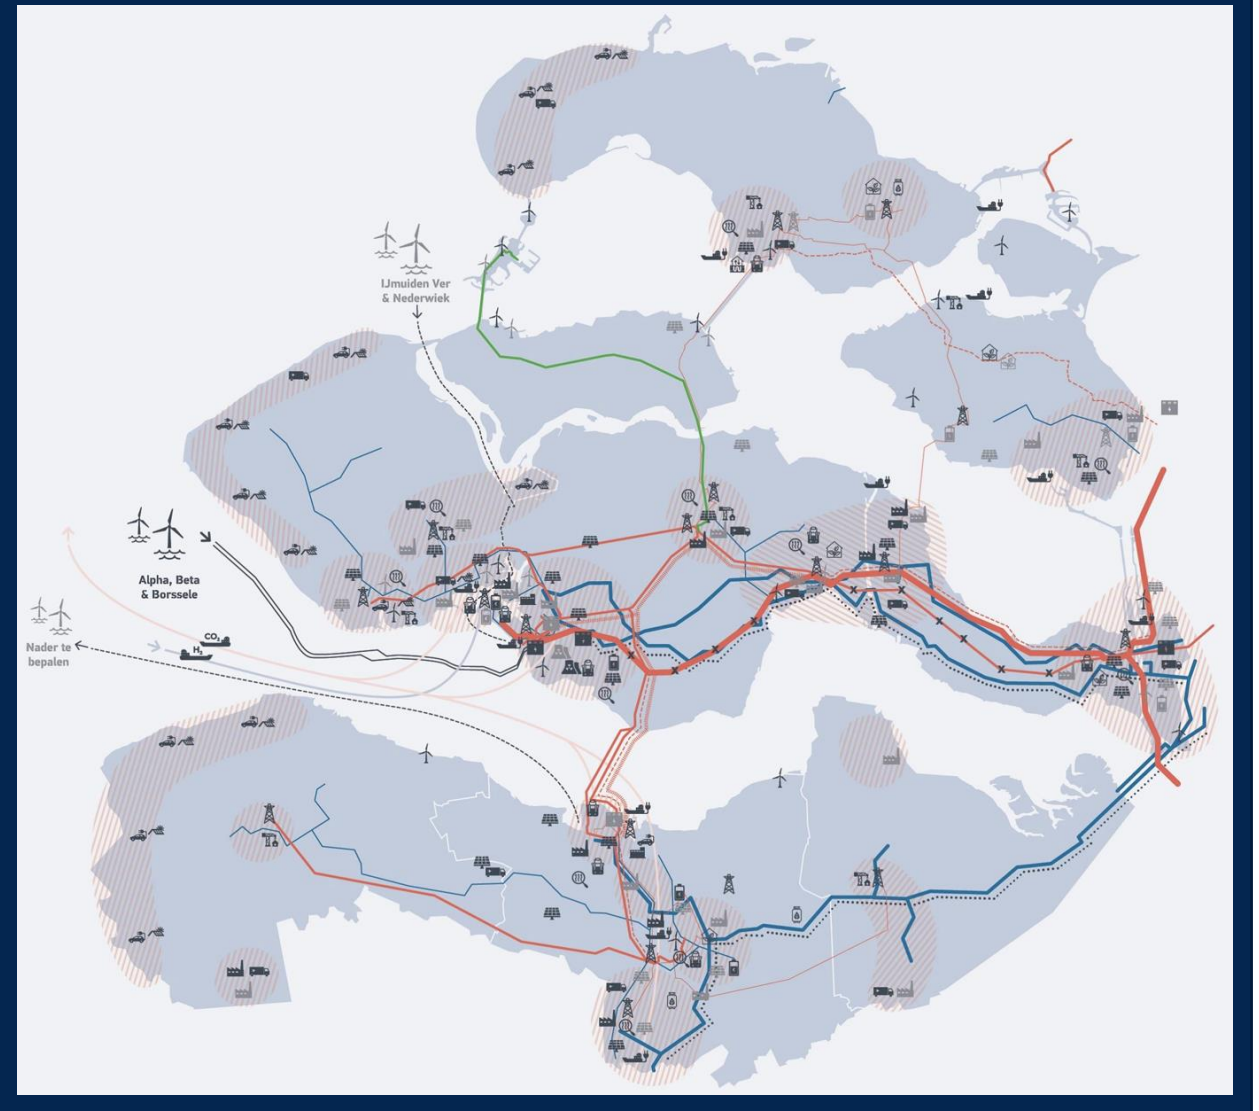 IJmuiden Ver
& Nederwiek
Alpha, Beta
& Borssele
CO₂
H₂
Nader te
bepalen
x
x
x
x
x
x
x
x
x
x